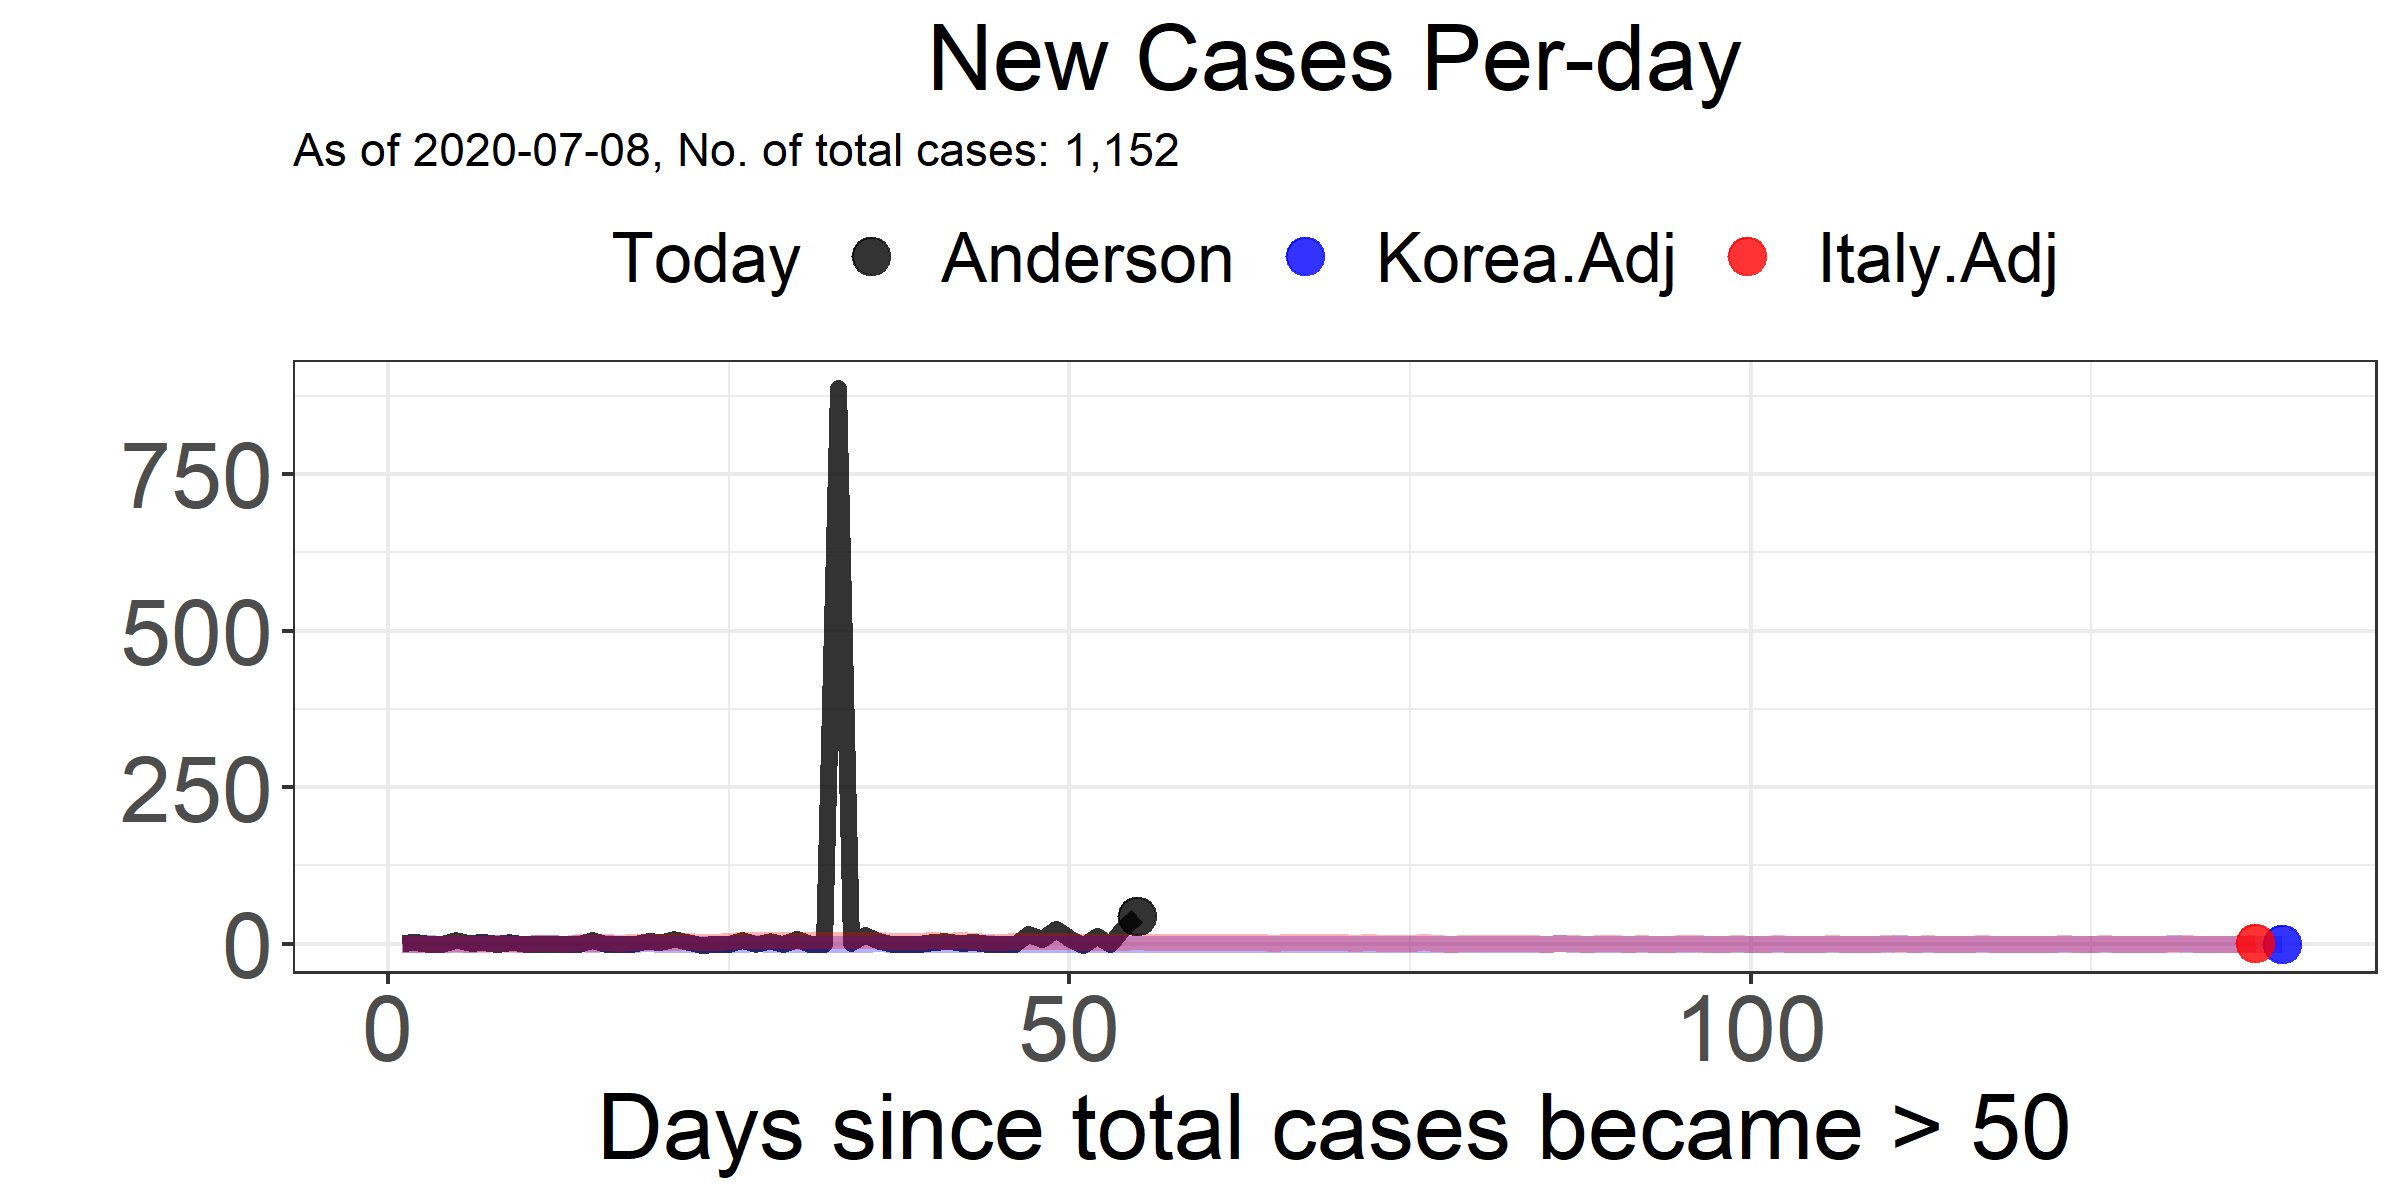 New Cases Per-day
As of 2020-07-08, No. of total cases: 1,152
Today Anderson Korea.Adj Italy.Adj
750
500
250
0
0 50 100
Days since total cases became > 50